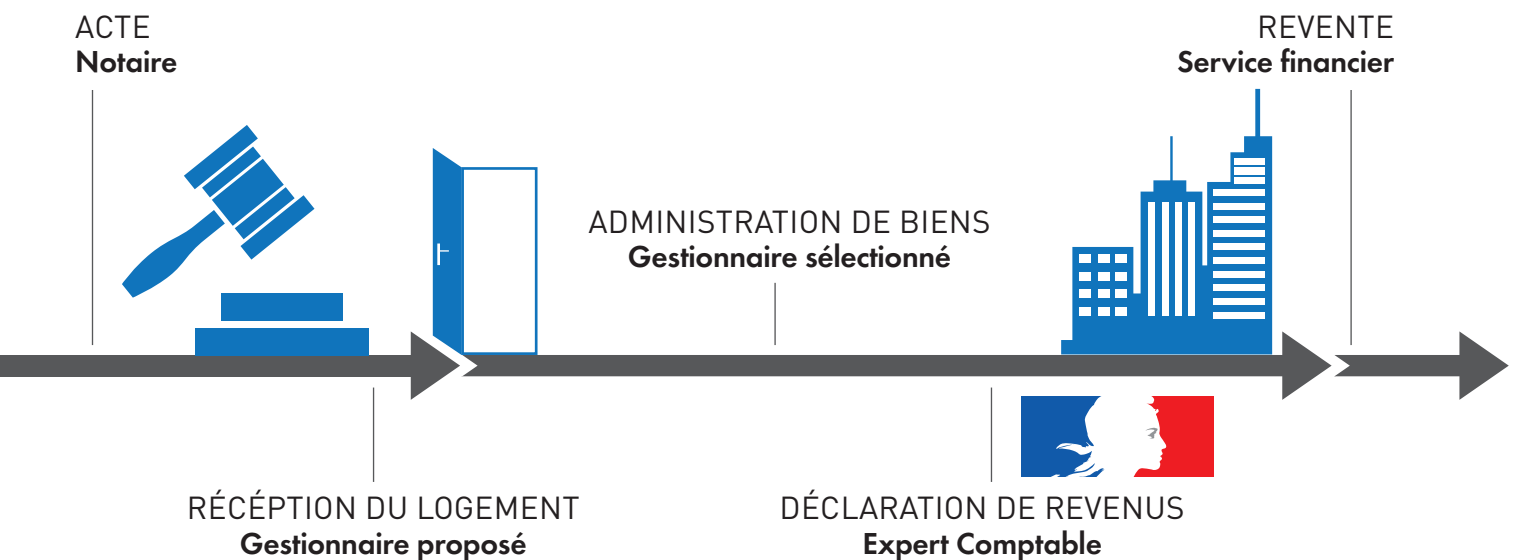 ACTE
Notaire
REVENTE
Service financier
ADMINISTRATION DE BIENS
Gestionnaire sélectionné
RÉCÉPTION DU LOGEMENT
Gestionnaire proposé
DÉCLARATION DE REVENUS
Expert Comptable